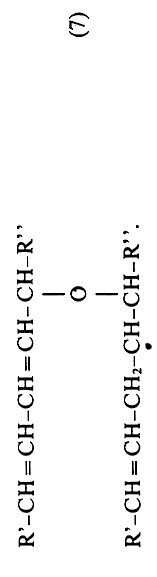 R'–CH=CH–CH=CH–CH–R''
|
O (7)
|
R'–CH=CH–CH₂–CH–CH–R''.
•